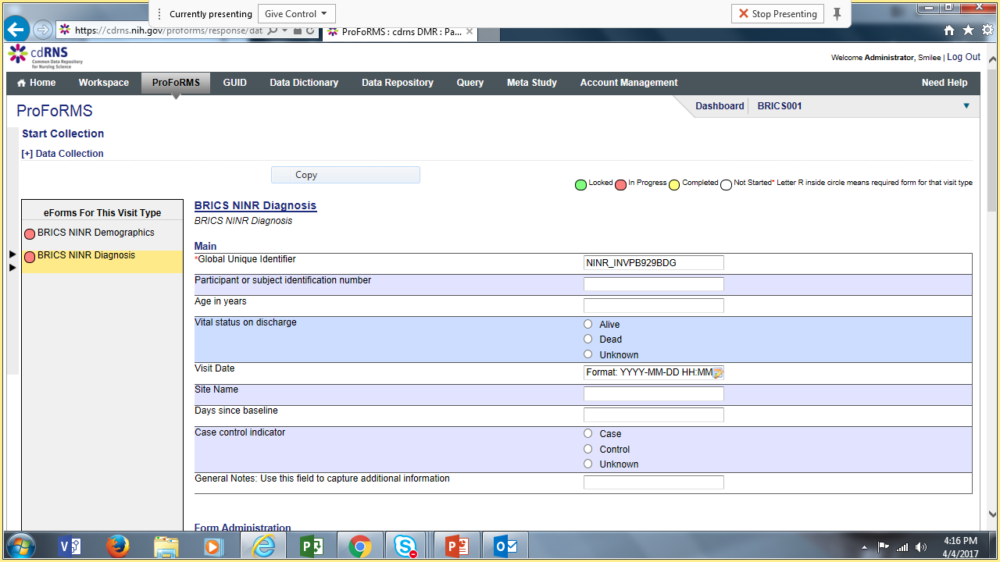 Currently presenting Give Control Stop Presenting
https://cdrns.nih.gov/proforms/response/dat ProFoRMS : cdrns DMR : Pa...
cdRNS
Common Data Repository
for Nursing Science
Welcome Administrator, Smilee | Log Out
Home Workspace ProFoRMS GUID Data Dictionary Data Repository Query Meta Study Account Management Need Help
ProFoRMS
Dashboard BRICS001
Start Collection
[+] Data Collection
Copy
Locked In Progress Completed Not Started* Letter R inside circle means required form for that visit type
eForms For This Visit Type
BRICS NINR Demographics
BRICS NINR Diagnosis
BRICS NINR Diagnosis
BRICS NINR Diagnosis
Main
*Global Unique Identifier NINR_INVPB929BDG
Participant or subject identification number
Age in years
Vital status on discharge Alive
Dead
Unknown
Visit Date Format: YYYY-MM-DD HH:MM
Site Name
Days since baseline
Case control indicator Case
Control
Unknown
General Notes: Use this field to capture additional information
Form Administration
4:16 PM
4/4/2017